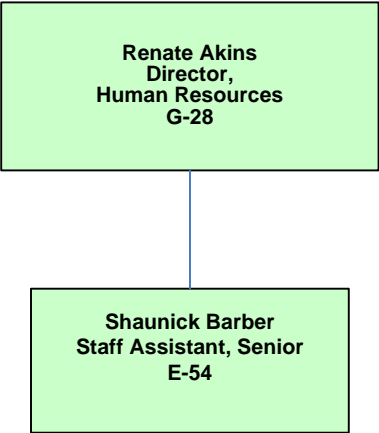 Renate Akins
Director,
Human Resources
G-28
Shaunick Barber
Staff Assistant, Senior
E-54